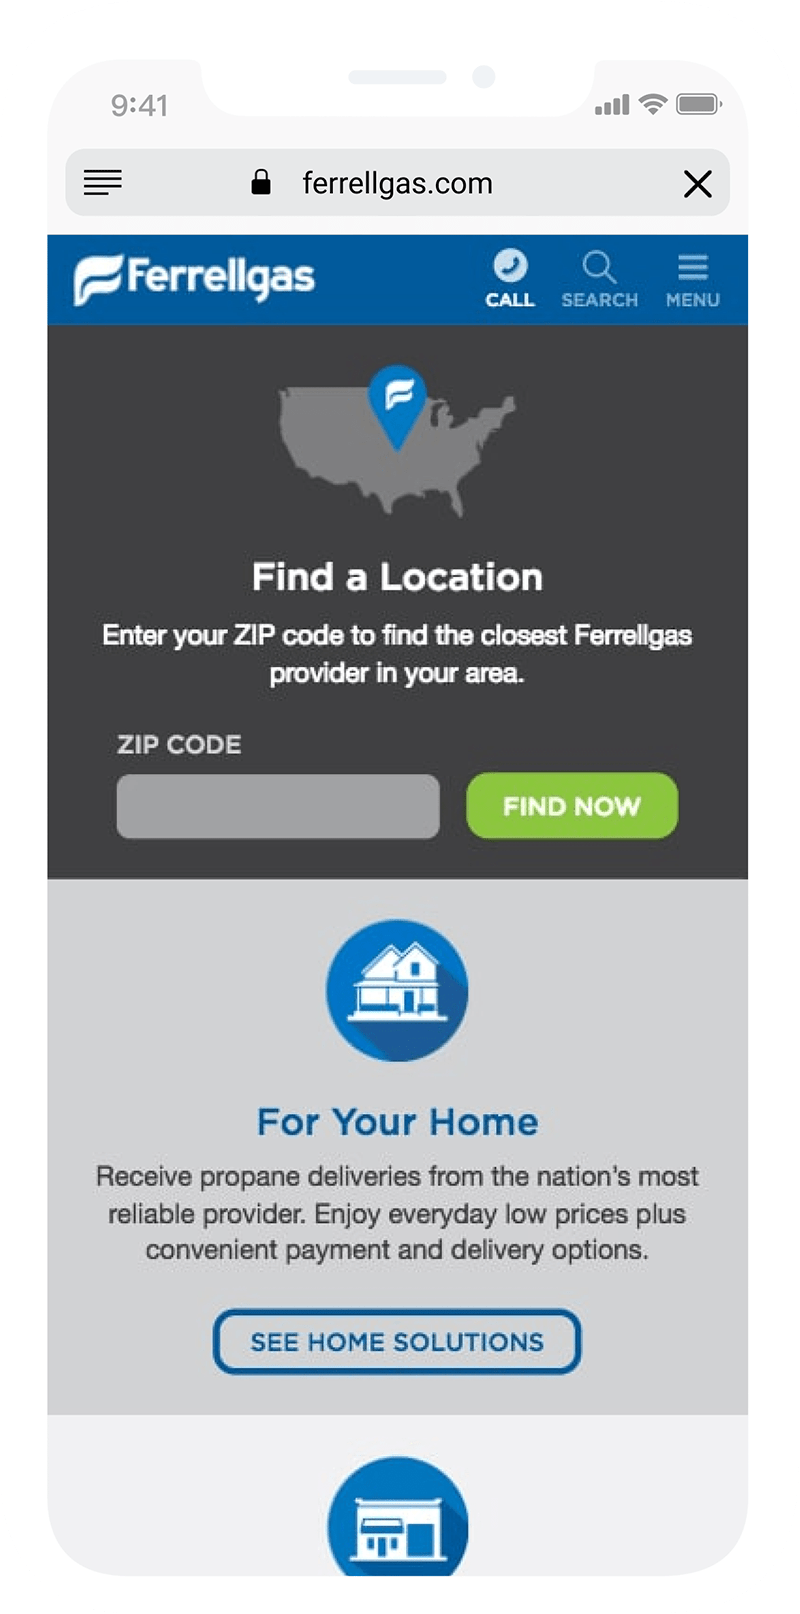 9:41
ferrellgas.com
Ferrellgas
CALL SEARCH MENU
Find a Location
Enter your ZIP code to find the closest Ferrellgas
provider in your area.
ZIP CODE
FIND NOW
For Your Home
Receive propane deliveries from the nation's most
reliable provider. Enjoy everyday low prices plus
convenient payment and delivery options.
SEE HOME SOLUTIONS